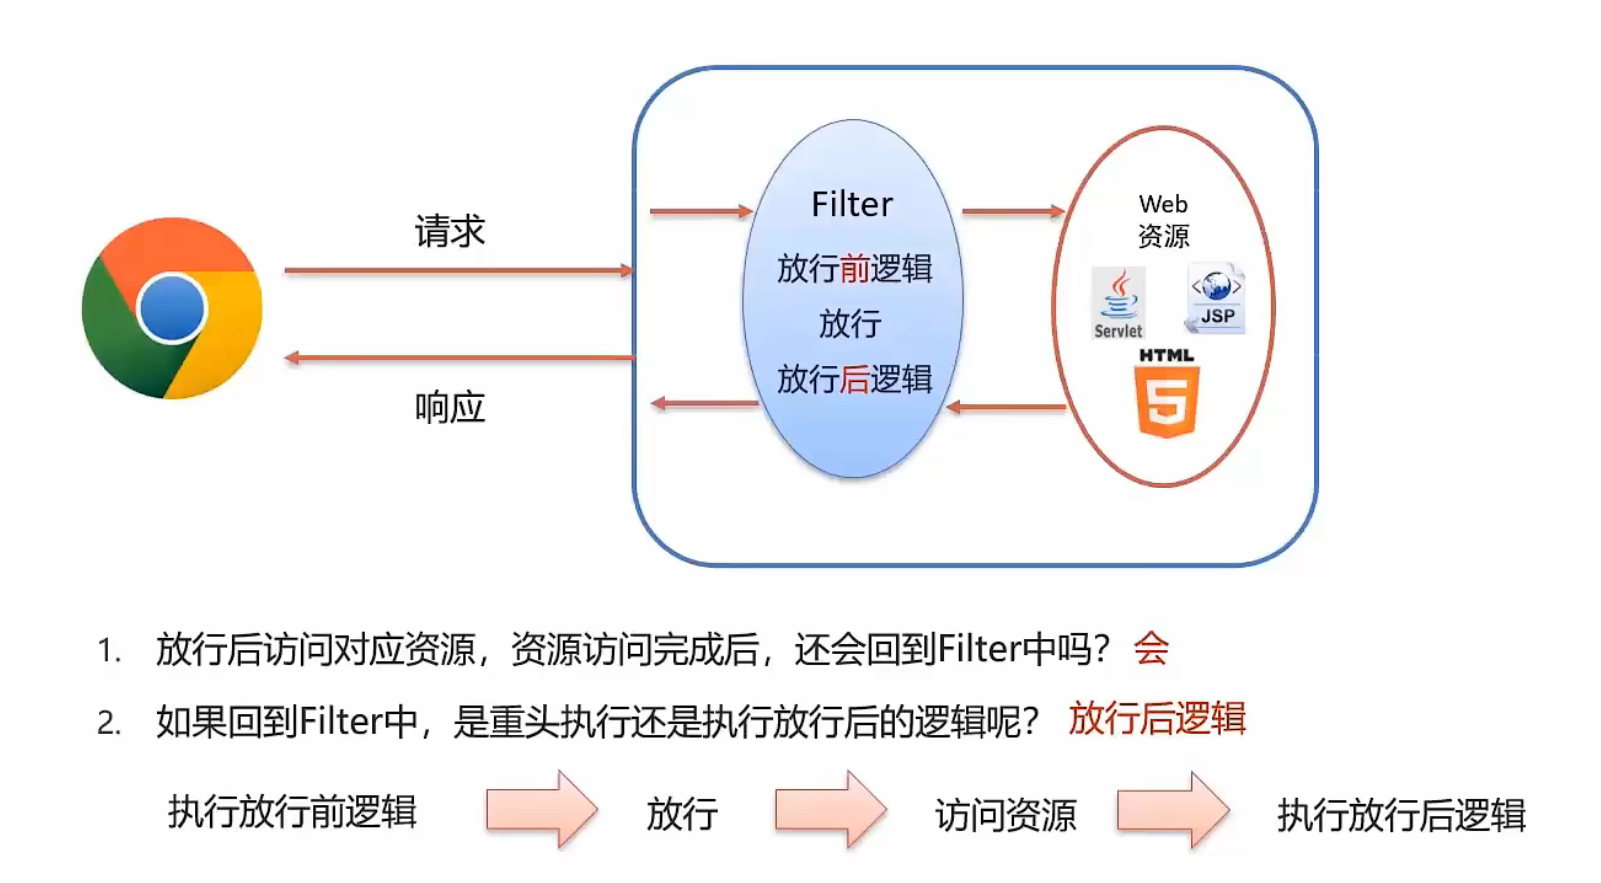 请求
响应
Filter
放行前逻辑
放行
放行后逻辑
Web
资源
Servlet
JSP
HTML
5
1. 放行后访问对应资源，资源访问完成后，还会回到Filter中吗？ 会
2. 如果回到Filter中，是重头执行还是执行放行后的逻辑呢？ 放行后逻辑
执行放行前逻辑 放行 访问资源 执行放行后逻辑